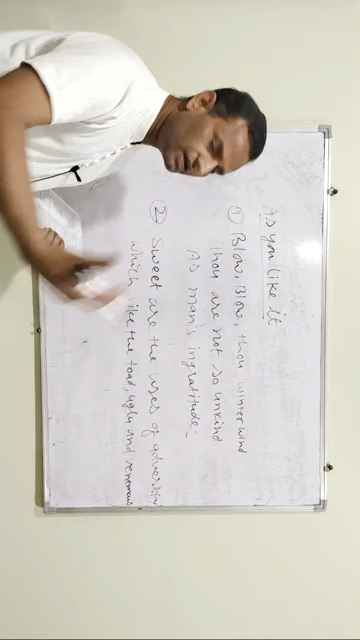 As you like it
① Blow, Blow, thou winter wind
thou are not so unkind
As man's ingratitude:-
② Sweet are the uses of adversity
which like the toad, ugly and venemous